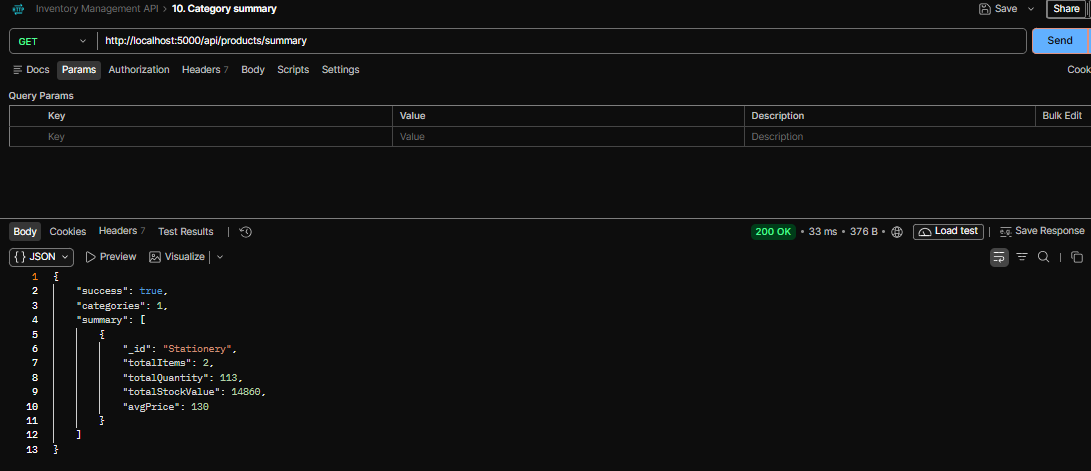 HTTP Inventory Management API > 10. Category summary Save Share
GET http://localhost:5000/api/products/summary Send
Docs Params Authorization Headers 7 Body Scripts Settings Cook
Query Params
Key Value Description Bulk Edit
Key Value Description
Body Cookies Headers 7 Test Results 200 OK • 33 ms • 376 B • Load test e.g. Save Response
{} JSON Preview Visualize
1 {
2 "success": true,
3 "categories": 1,
4 "summary": [
5 {
6 "_id": "Stationery",
7 "totalItems": 2,
8 "totalQuantity": 113,
9 "totalStockValue": 14860,
10 "avgPrice": 130
11 }
12 ]
13 }